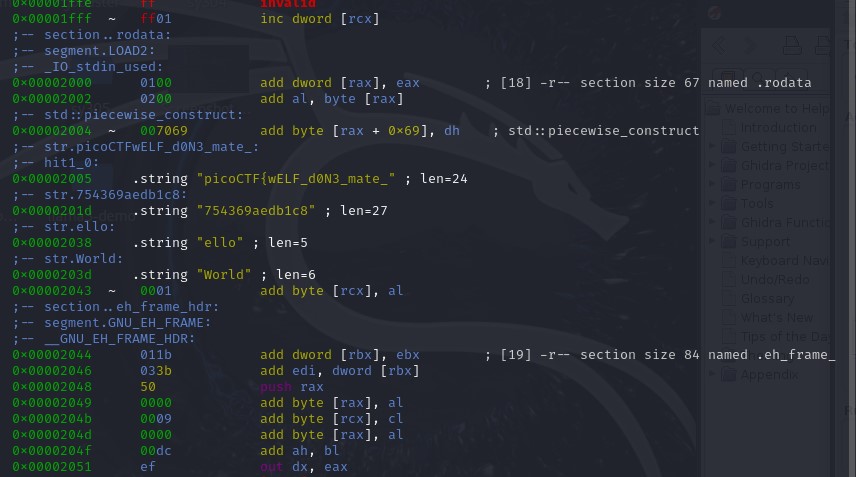 0×00001ffe ff invalid
0×00001fff ~ ff01 inc dword [rcx]
;-- section..rodata:
;-- segment.LOAD2:
;-- _IO_stdin_used:
0×00002000 0100 add dword [rax], eax ; [18] -r-- section size 67 named .rodata
0×00002002 0200 add al, byte [rax]
;-- std::piecewise_construct:
0×00002004 ~ 007069 add byte [rax + 0×69], dh ; std::piecewise_construct
;-- str.picoCTFwELF_d0N3_mate_:
;-- hit1_0:
0×00002005 .string "picoCTF{wELF_d0N3_mate_" ; len=24
;-- str.754369aedb1c8:
0×0000201d .string "754369aedb1c8" ; len=27
;-- str.ello:
0×00002038 .string "ello" ; len=5
;-- str.World:
0×0000203d .string "World" ; len=6
0×00002043 ~ 0001 add byte [rcx], al
;-- section..eh_frame_hdr:
;-- segment.GNU_EH_FRAME:
;-- __GNU_EH_FRAME_HDR:
0×00002044 011b add dword [rbx], ebx ; [19] -r-- section size 84 named .eh_frame_
0×00002046 033b add edi, dword [rbx]
0×00002048 50 push rax
0×00002049 0000 add byte [rax], al
0×0000204b 0009 add byte [rcx], cl
0×0000204d 0000 add byte [rax], al
0×0000204f 00dc add ah, bl
0×00002051 ef out dx, eax
Welcome to Help
Introduction
Getting Starte
Ghidra Project
Programs
Tools
Ghidra Functio
Support
Keyboard Navi
Undo/Redo
Glossary
What's New
Tips of the Da
Appendix